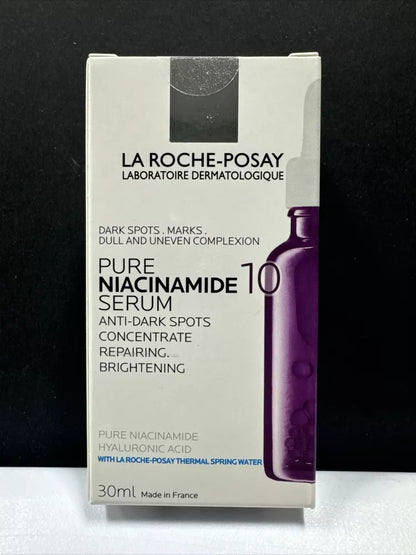 LA ROCHE-POSAY
LABORATOIRE DERMATOLOGIQUE
DARK SPOTS . MARKS .
DULL AND UNEVEN COMPLEXION
PURE
NIACINAMIDE 10
SERUM
ANTI-DARK SPOTS
CONCENTRATE
REPAIRING.
BRIGHTENING
PURE NIACINAMIDE
HYALURONIC ACID
WITH LA ROCHE-POSAY THERMAL SPRING WATER
30ml Made in France